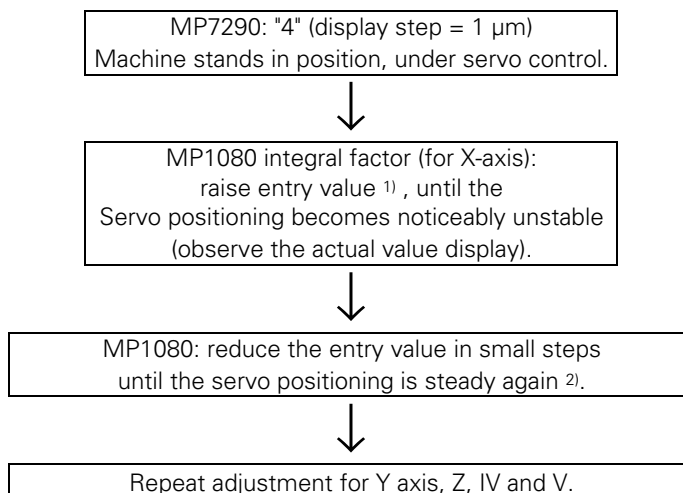 MP7290: "4" (display step = 1 µm)
Machine stands in position, under servo control.
MP1080 integral factor (for X-axis):
raise entry value 1) , until the
Servo positioning becomes noticeably unstable
(observe the actual value display).
MP1080: reduce the entry value in small steps
until the servo positioning is steady again 2).
Repeat adjustment for Y axis, Z, IV and V.